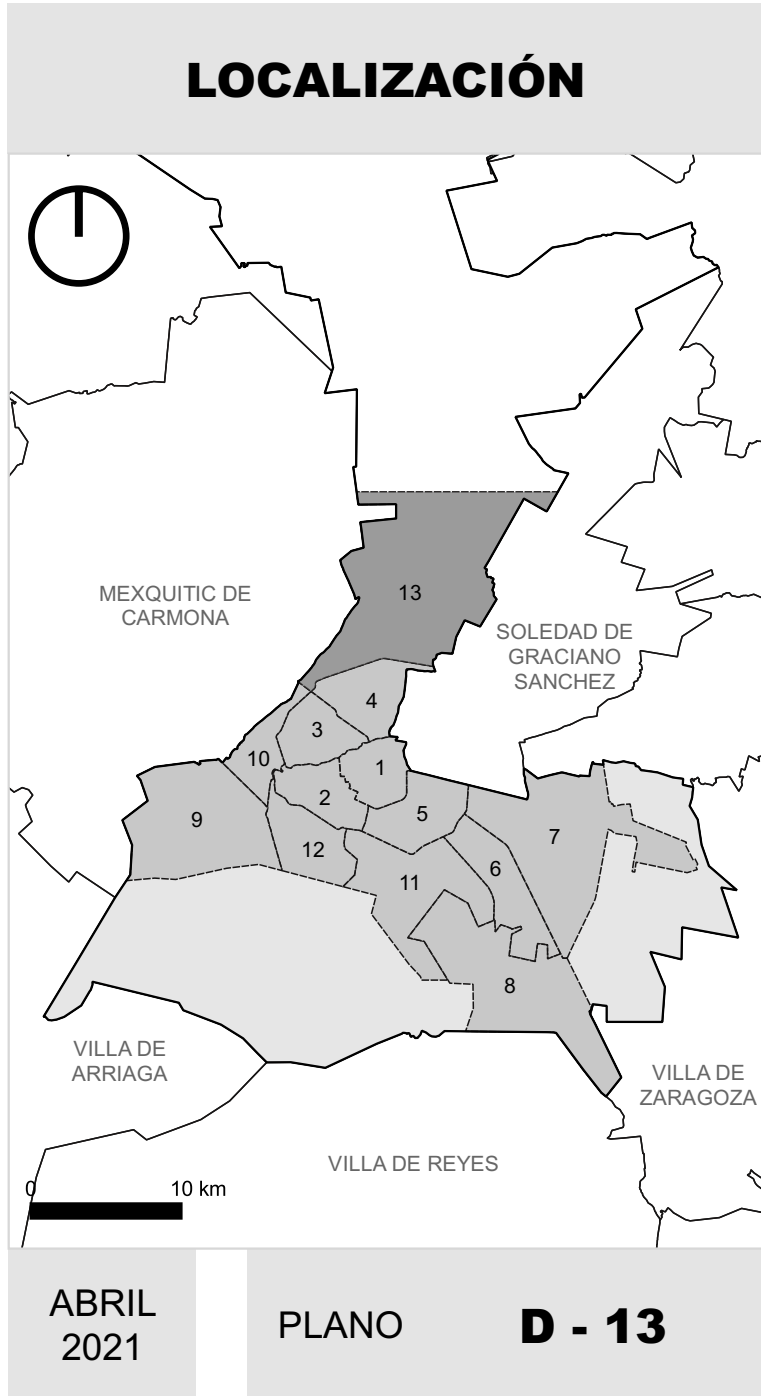 LOCALIZACIÓN
MEXQUITIC DE
CARMONA
13
SOLEDAD DE
GRACIANO
SANCHEZ
4
3
10
1
2
5
9
7
12
6
11
8
VILLA DE
ARRIAGA
VILLA DE
ZARAGOZA
VILLA DE REYES
0
10 km
ABRIL
2021
PLANO
D - 13